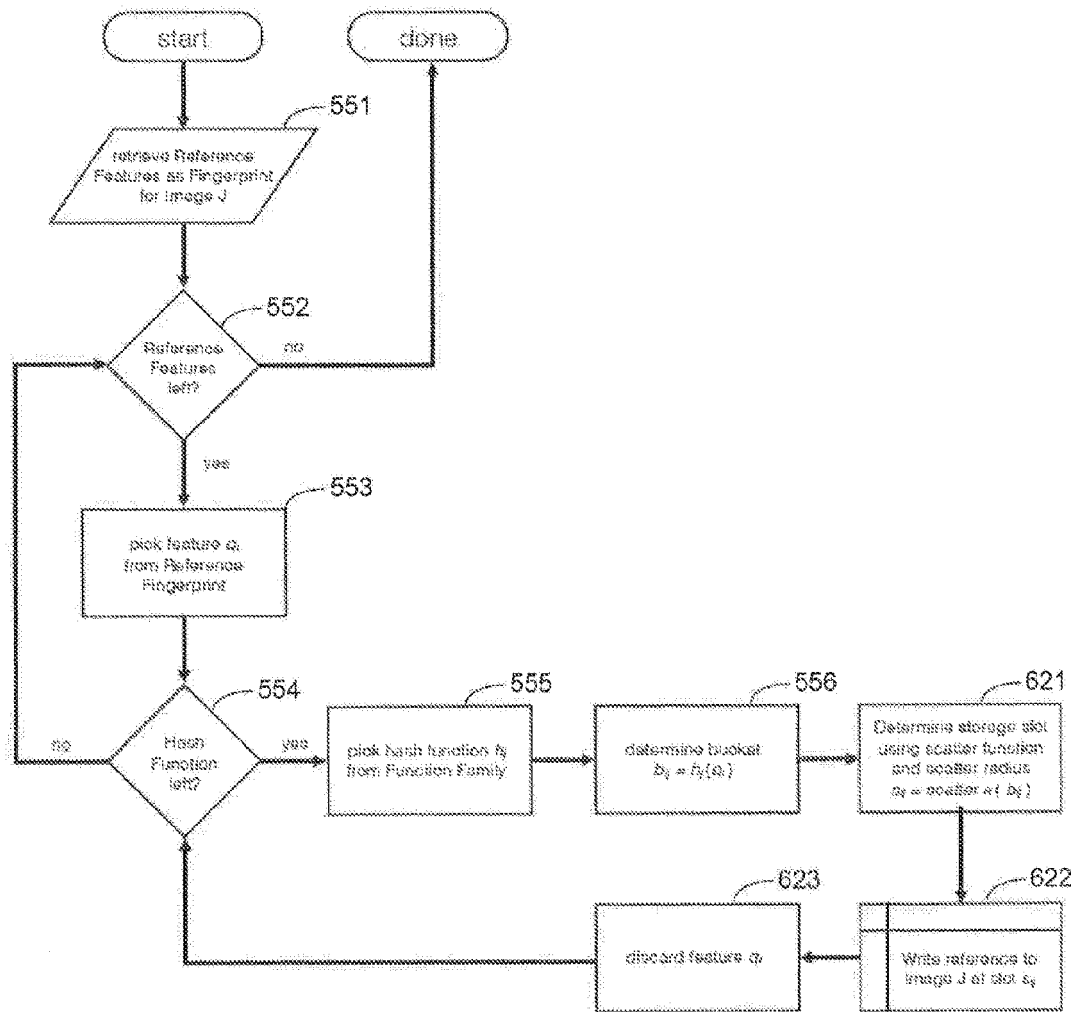 start
done
551
retrieve Reference
Features as Fingerprint
for Image J
552
Reference
Features
left?
no
yes
553
pick feature
from Reference
Fingerprint
554
Hash
Function
left?
no
yes
555
pick hash function
from Function Family
556
determine bucket
621
Determine storage slot
using scatter function
and scatter radius
622
Write reference to
Image J at slot
623
discard feature